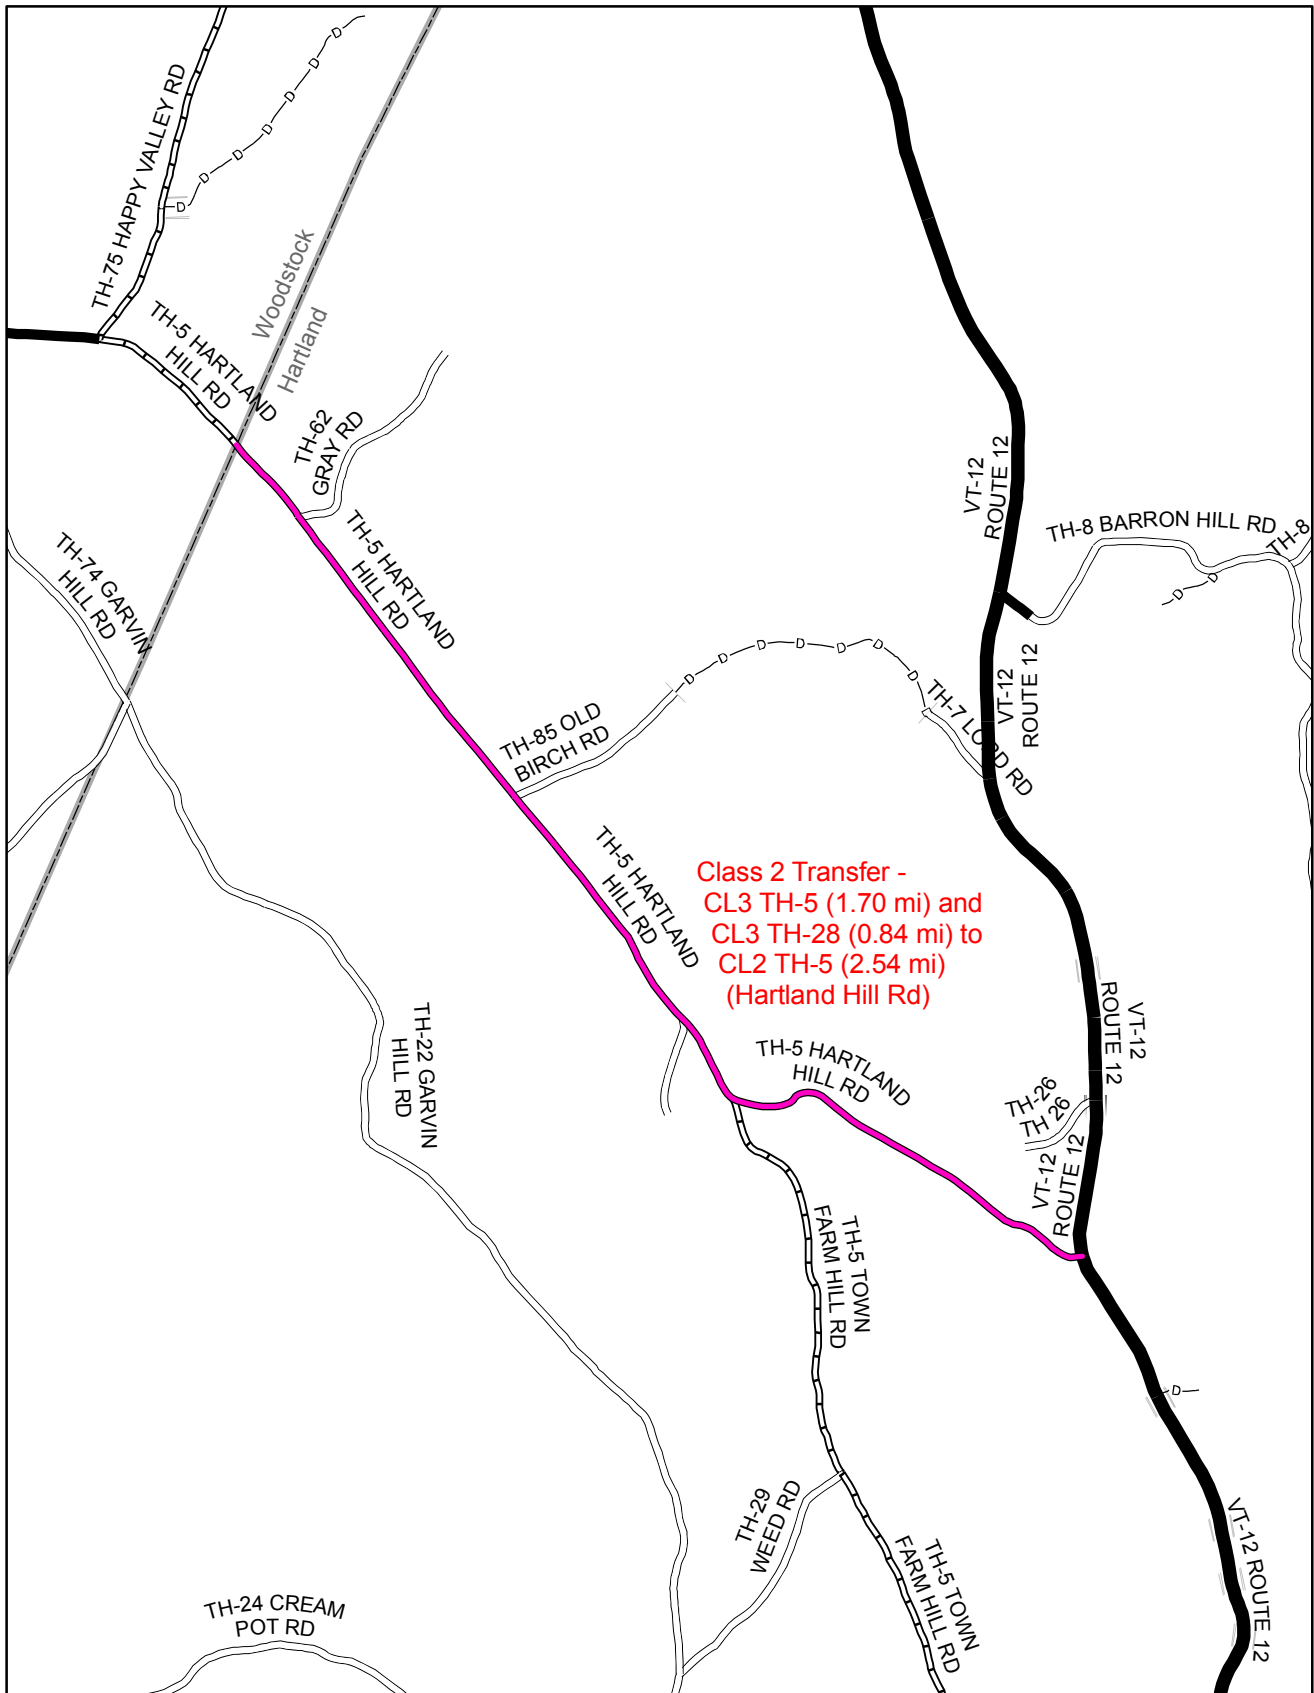 TH-75 HAPPY VALLEY RD
D
D
D
D
D
D
D
Woodstock
Hartland
TH-5 HARTLAND
HILL RD
TH-62
GRAY RD
VT-12
ROUTE 12
TH-8 BARRON HILL RD
TH-8
D
D
TH-5 HARTLAND
HILL RD
TH-74 GARVIN
HILL RD
D
D
D
D
D
D
D
VT-12
ROUTE 12
TH-7 LORD RD
TH-85 OLD
BIRCH RD
TH-5 HARTLAND
HILL RD
Class 2 Transfer -
CL3 TH-5 (1.70 mi) and
CL3 TH-28 (0.84 mi) to
CL2 TH-5 (2.54 mi)
(Hartland Hill Rd)
TH-22 GARVIN
HILL RD
TH-5 HARTLAND
HILL RD
VT-12
ROUTE 12
TH-26
TH 26
VT-12
ROUTE 12
TH-5 TOWN
FARM HILL RD
D
TH-29
WEED RD
TH-5 TOWN
FARM HILL RD
VT-12 ROUTE 12
TH-24 CREAM
POT RD